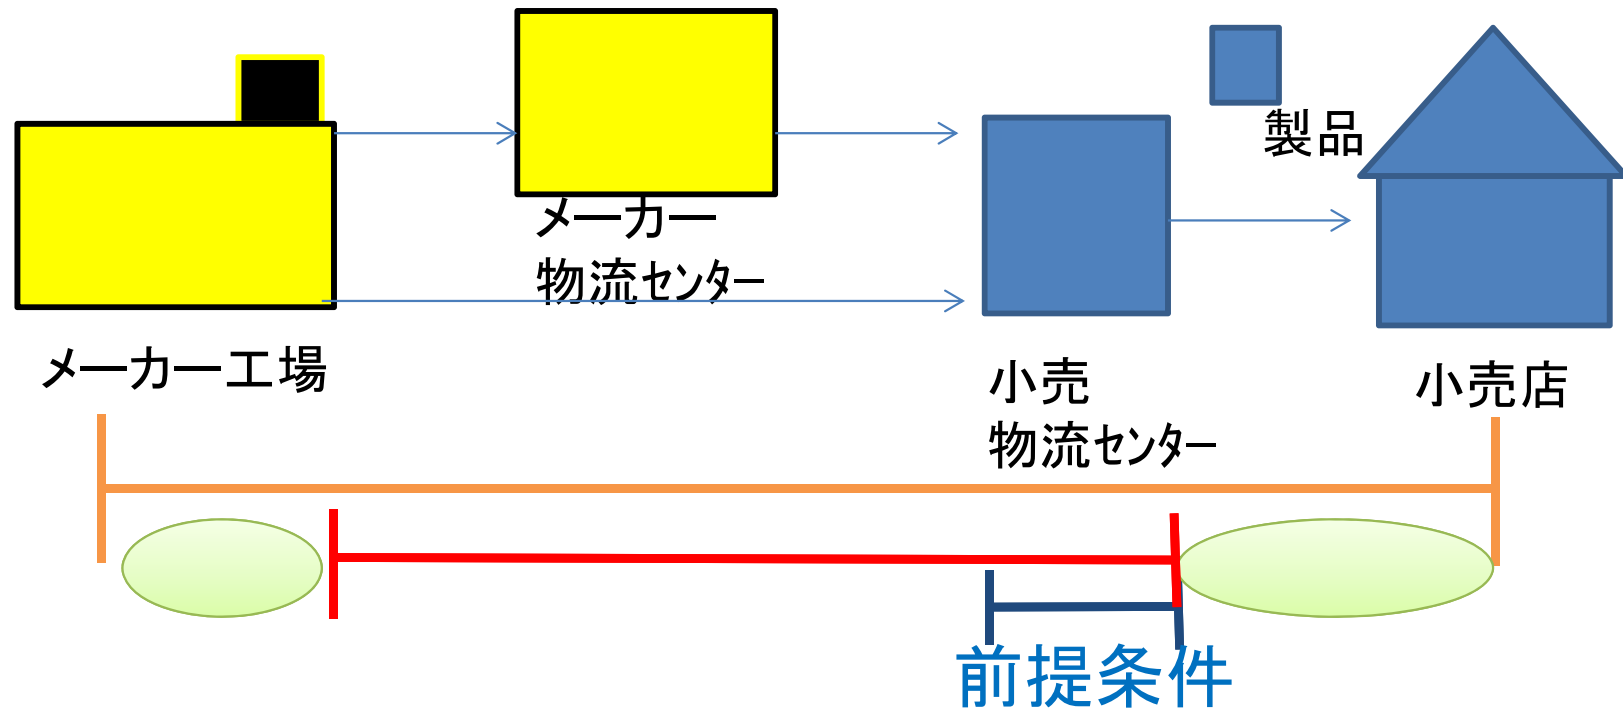 製品
メーカー
物流ｾﾝﾀｰ
メーカー工場
小売
物流ｾﾝﾀｰ
小売店
前提条件